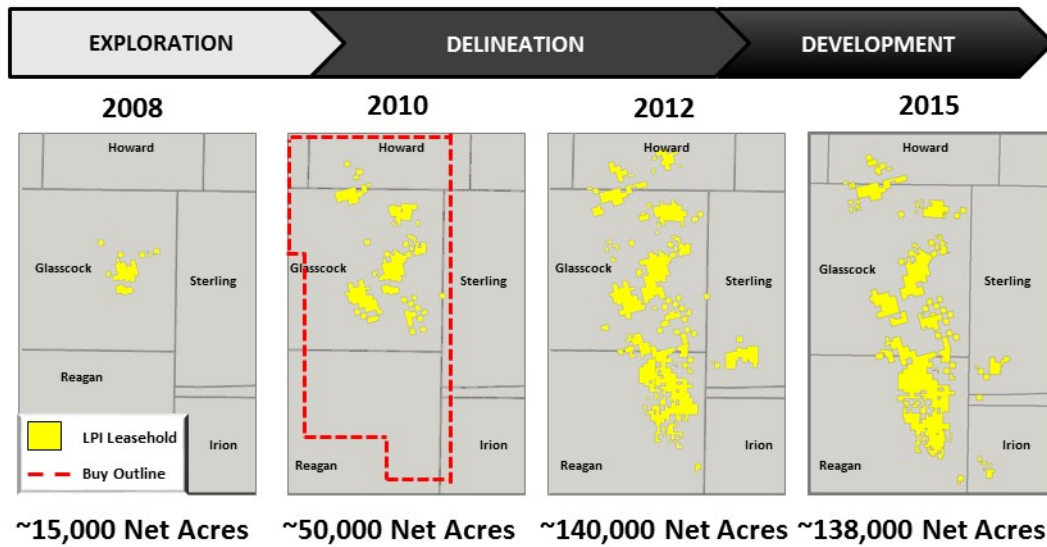 EXPLORATION
DELINEATION
DEVELOPMENT
2008
2010
2012
2015
Howard
Glasscock
Sterling
Reagan
Irion
LPI Leasehold
Buy Outline
Howard
Glasscock
Sterling
Reagan
Irion
Howard
Glasscock
Sterling
Reagan
Irion
Howard
Glasscock
Sterling
Reagan
Irion
~15,000 Net Acres
~50,000 Net Acres
~140,000 Net Acres
~138,000 Net Acres